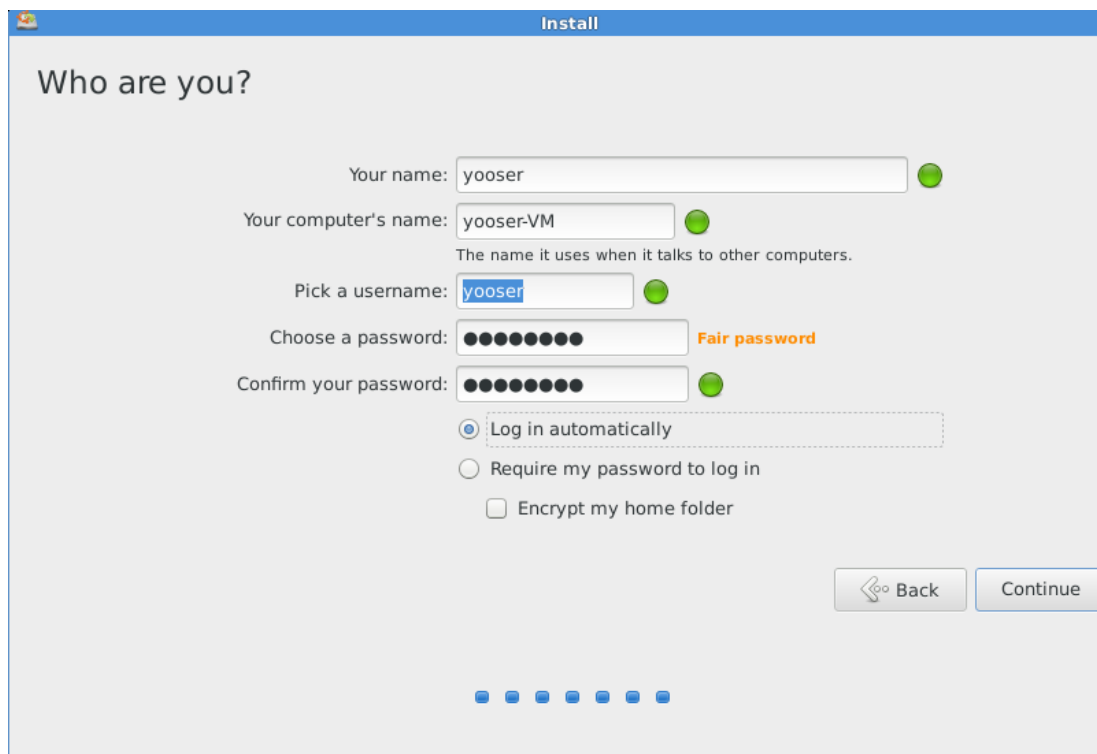 Install
Who are you?
Your name: yooser
Your computer's name: yooser-VM
The name it uses when it talks to other computers.
Pick a username: yooser
Choose a password: ●●●●●●●● Fair password
Confirm your password: ●●●●●●●●
Log in automatically
Require my password to log in
Encrypt my home folder
Back Continue